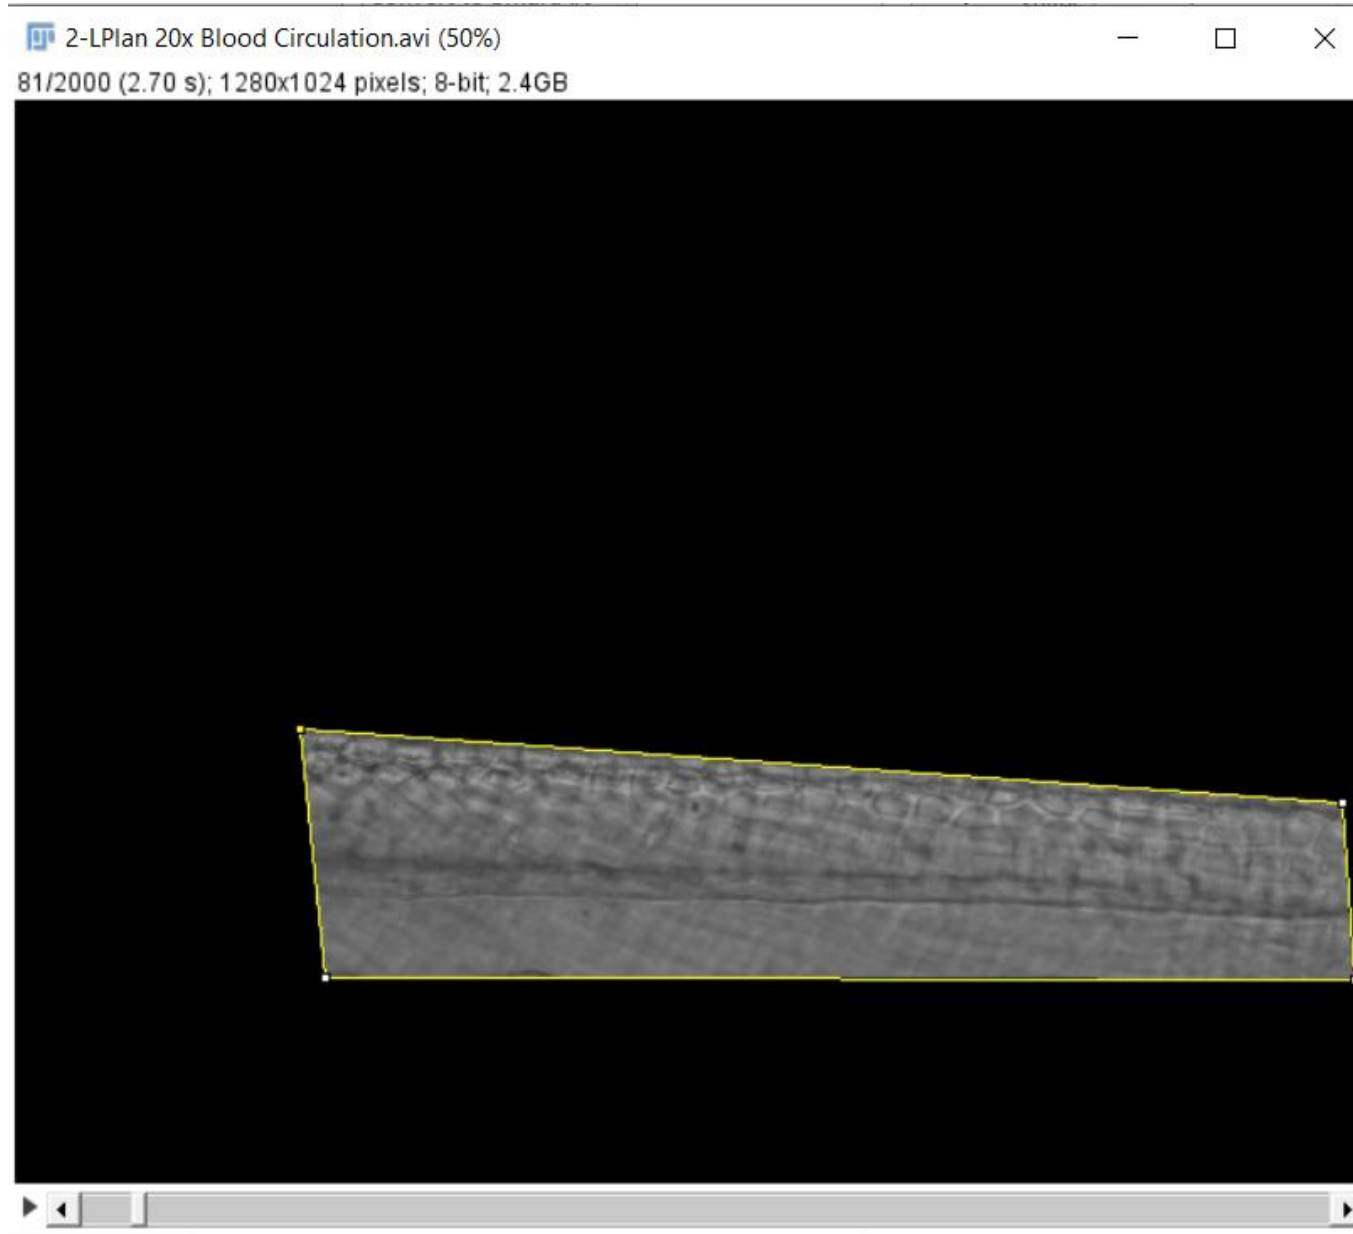 2-LPlan 20x Blood Circulation.avi (50%)
81/2000 (2.70 s); 1280x1024 pixels; 8-bit; 2.4GB